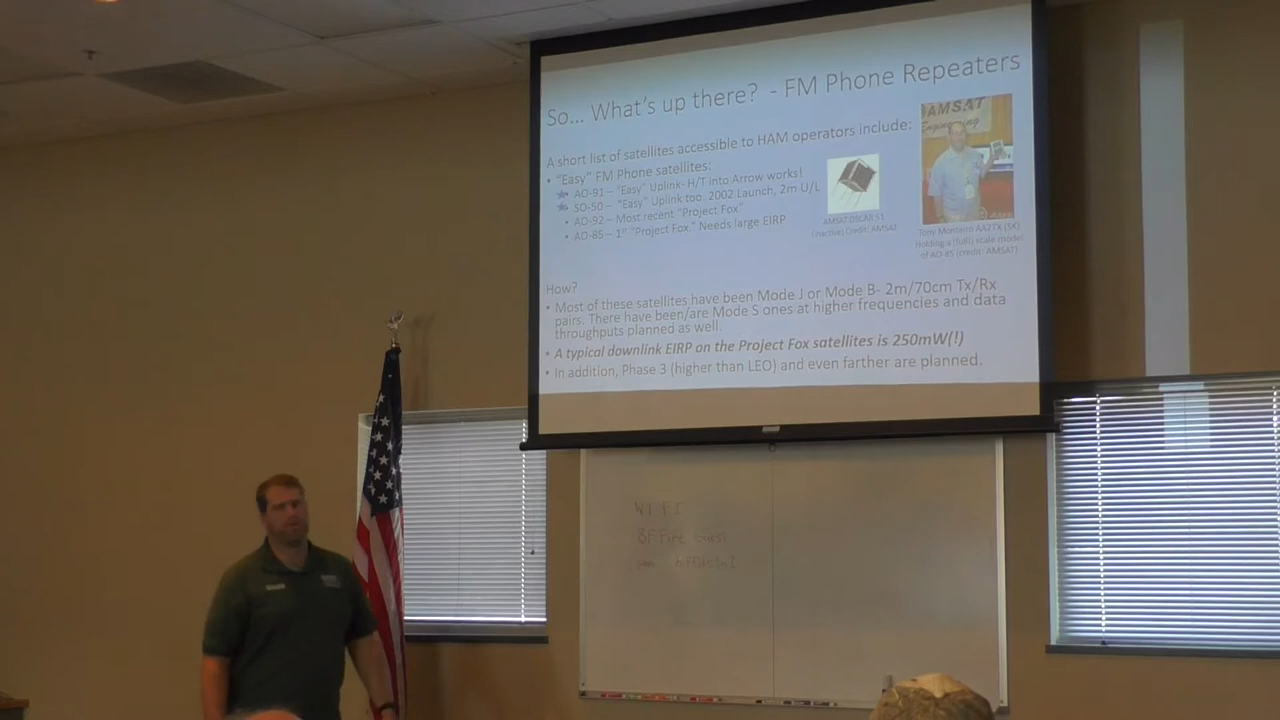 So... What's up there? - FM Phone Repeaters
A short list of satellites accessible to HAM operators include:
• "Easy" FM Phone satellites:
AO-91 – "Easy" Uplink- H/T into Arrow works!
SO-50 – "Easy" Uplink too. 2002 Launch, 2m U/L
• AO-92 – Most recent "Project Fox"
• AO-85 – 1st "Project Fox." Needs large EIRP
AMSAT OSCAR 51
(inactive) Credit: AMSAT
AMSAT
Engineering
Tony Monteiro AA2TX (SK)
Holding a (full) scale model
of AO-85 (credit: AMSAT)
How?
• Most of these satellites have been Mode J or Mode B- 2m/70cm Tx/Rx
pairs. There have been/are Mode S ones at higher frequencies and data
throughputs planned as well.
• A typical downlink EIRP on the Project Fox satellites is 250mW(!)
• In addition, Phase 3 (higher than LEO) and even farther are planned.
WIFI
BFFire